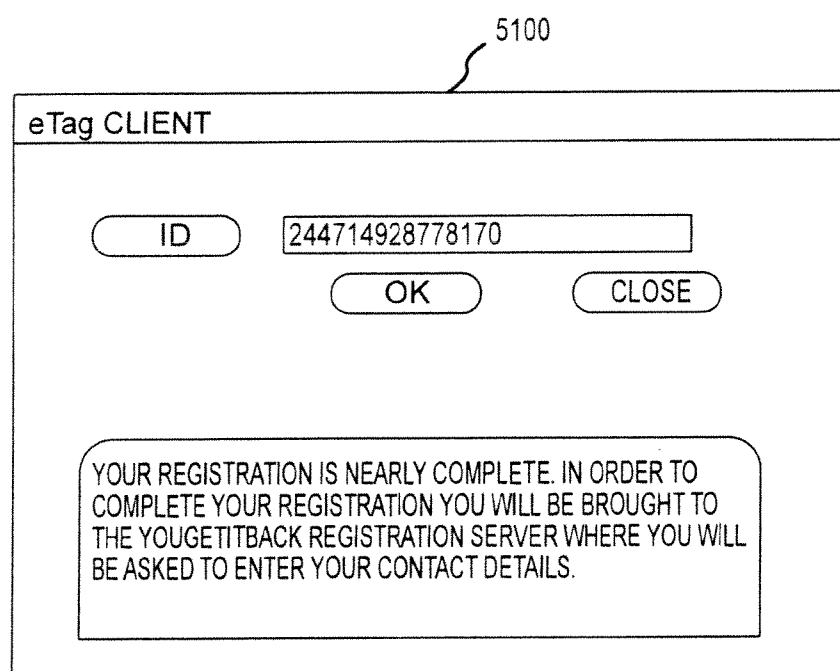 5100
eTag CLIENT
ID 244714928778170
OK CLOSE
YOUR REGISTRATION IS NEARLY COMPLETE. IN ORDER TO
COMPLETE YOUR REGISTRATION YOU WILL BE BROUGHT TO
THE YOUGETITBACK REGISTRATION SERVER WHERE YOU WILL
BE ASKED TO ENTER YOUR CONTACT DETAILS.